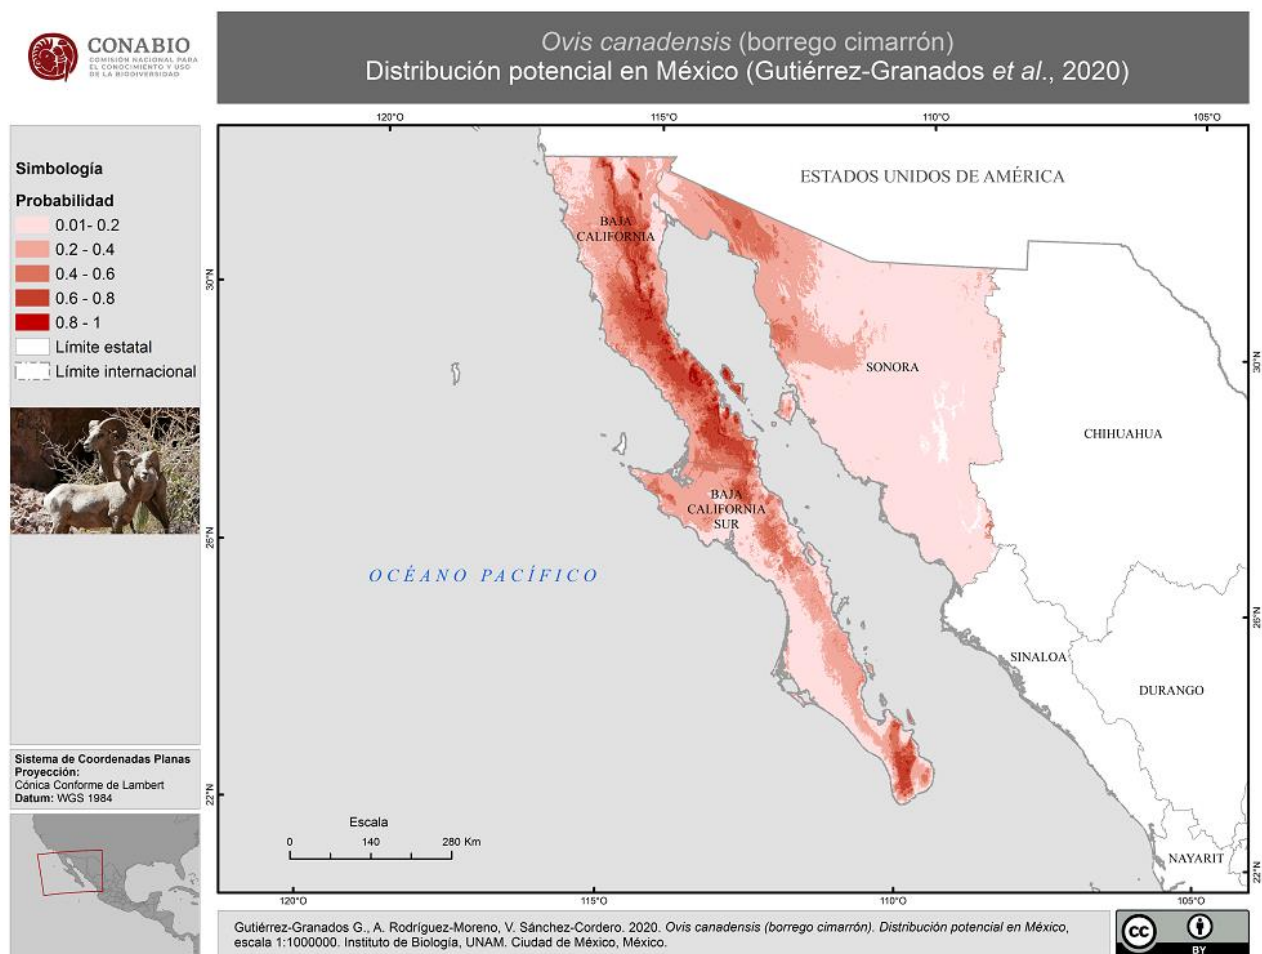 CONABIO
COMISIÓN NACIONAL PARA
EL CONOCIMIENTO Y USO
DE LA BIODIVERSIDAD
Ovis canadensis (borrego cimarrón)
Distribución potencial en México (Gutiérrez-Granados et al., 2020)
120°O
115°O
110°O
105°O
Simbología
Probabilidad
0.01- 0.2
0.2 - 0.4
0.4 - 0.6
0.6 - 0.8
0.8 - 1
Límite estatal
Límite internacional
ESTADOS UNIDOS DE AMÉRICA
BAJA
CALIFORNIA
30°N
30°N
SONORA
CHIHUAHUA
BAJA
CALIFORNIA
SUR
26°N
OCÉANO PACÍFICO
26°N
SINALOA
DURANGO
Sistema de Coordenadas Planas
Proyección:
Cónica Conforme de Lambert
Datum: WGS 1984
22°N
Escala
0 140 280 Km
NAYARIT
22°N
120°O
115°O
110°O
105°O
Gutiérrez-Granados G., A. Rodríguez-Moreno, V. Sánchez-Cordero. 2020. Ovis canadensis (borrego cimarrón). Distribución potencial en México,
escala 1:1000000. Instituto de Biología, UNAM. Ciudad de México, México.
cc
BY